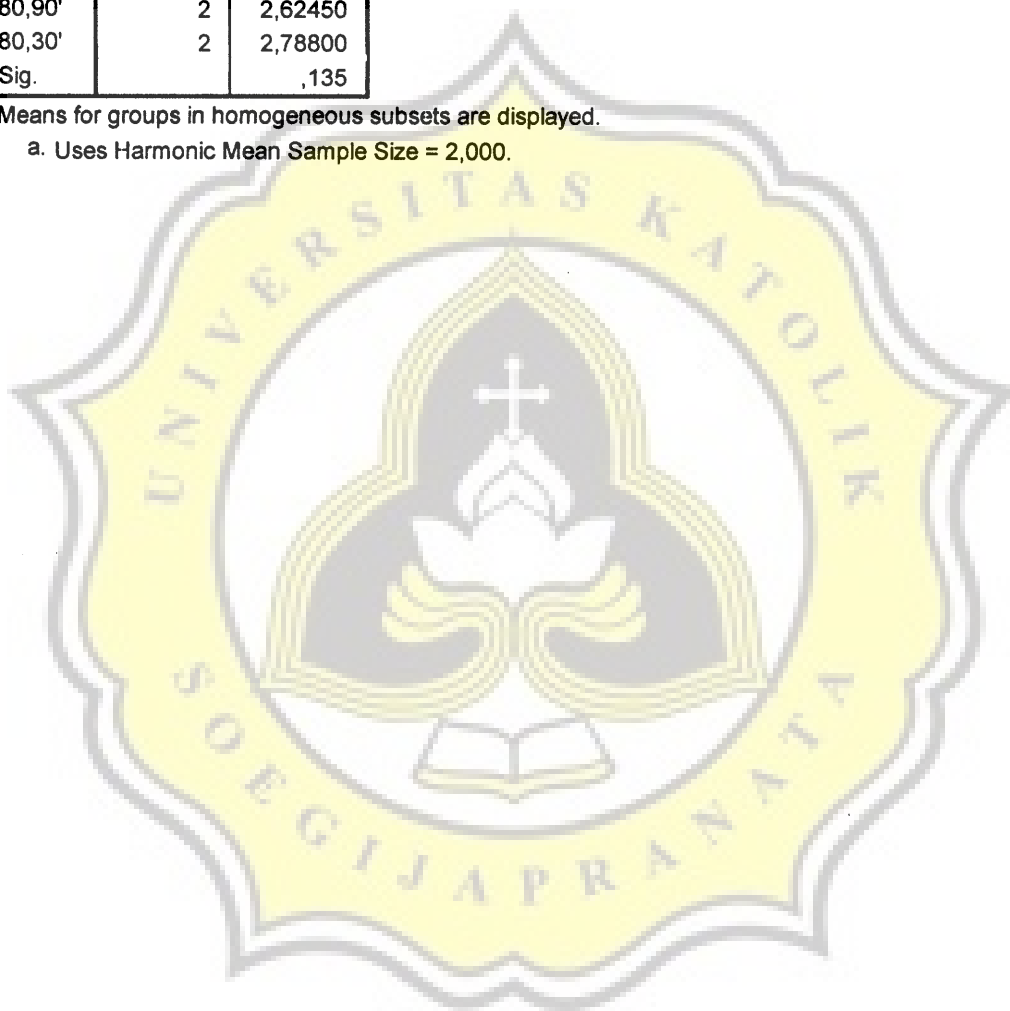 80,90' 2 2,62450
80,30' 2 2,78800
Sig. ,135
Means for groups in homogeneous subsets are displayed.
a. Uses Harmonic Mean Sample Size = 2,000.
UNIVERSITAS KATOLIK
SOEGIJAPRANATA